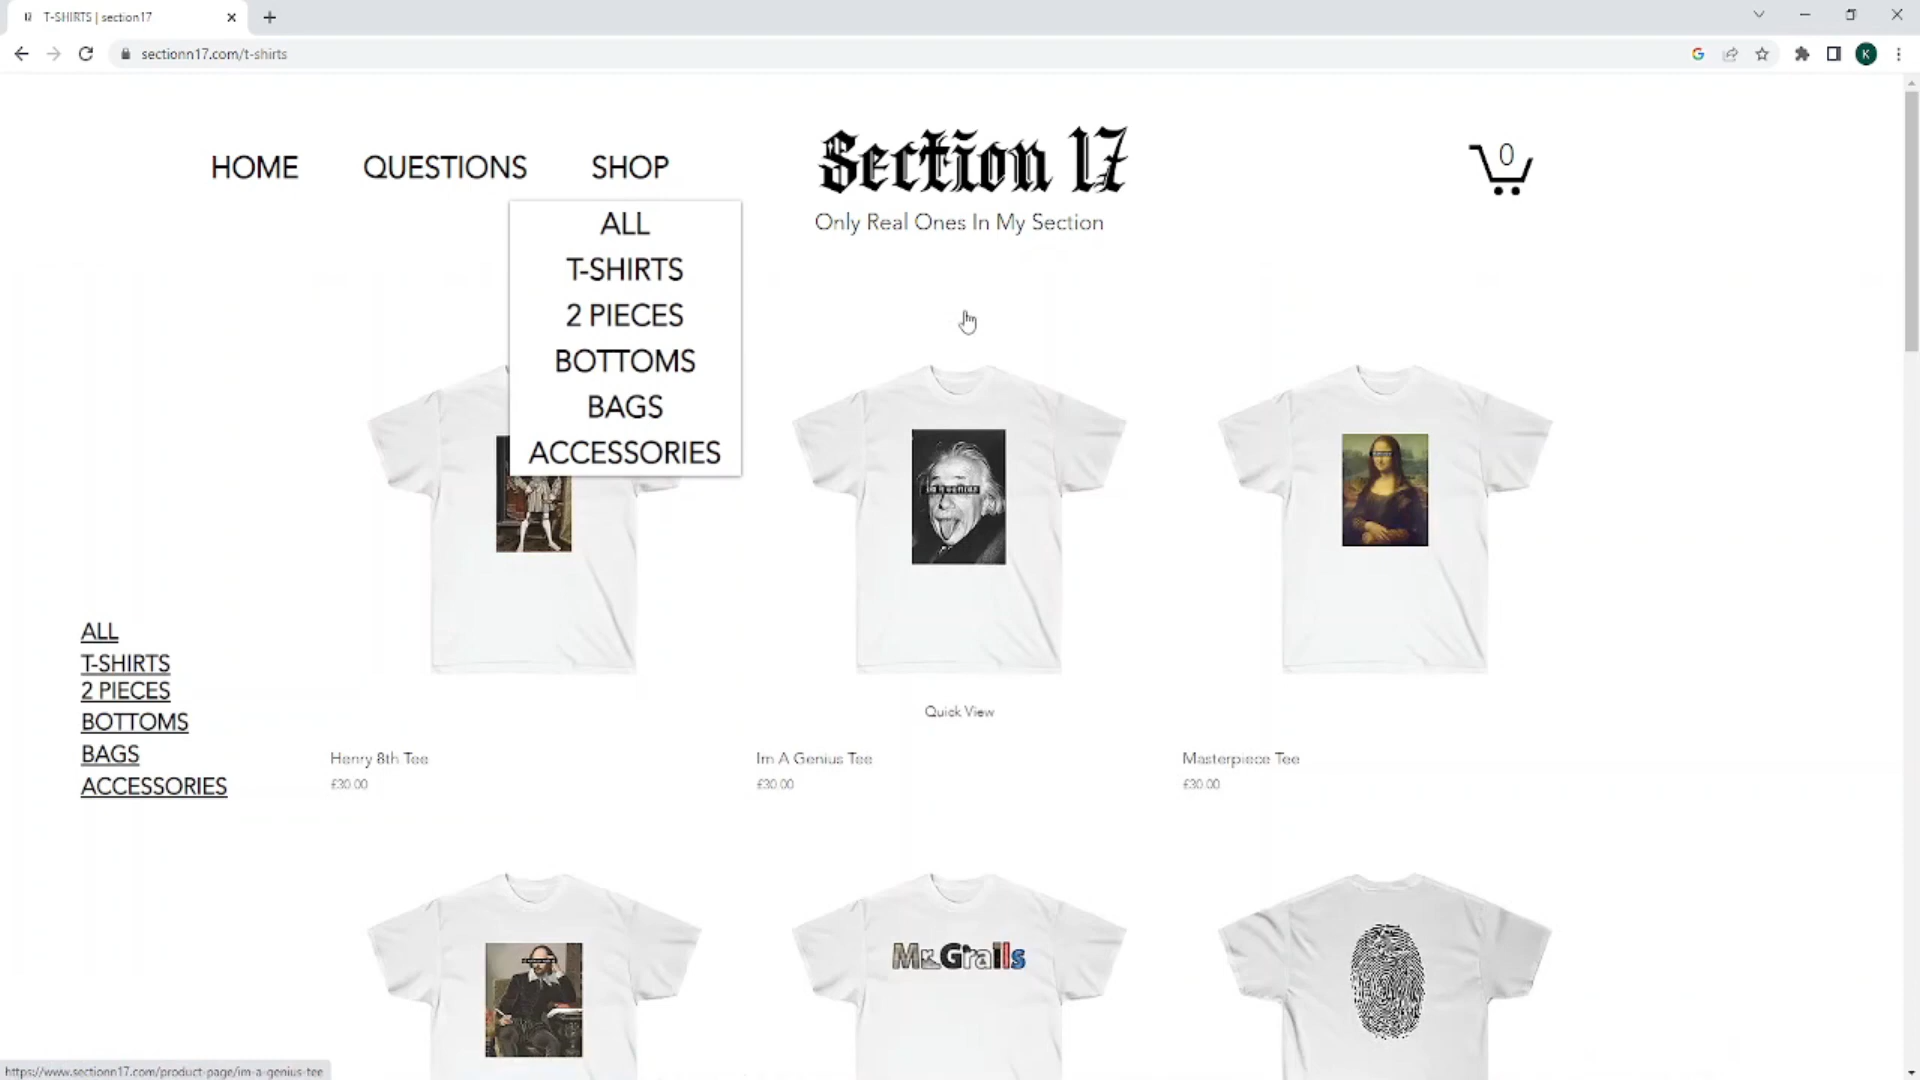 T-SHIRTS | section17
sectionn17.com/t-shirts
K
HOME
QUESTIONS
SHOP
Section 17
0
Only Real Ones In My Section
ALL
T-SHIRTS
2 PIECES
BOTTOMS
BAGS
ACCESSORIES
ALL
T-SHIRTS
2 PIECES
BOTTOMS
BAGS
ACCESSORIES
Quick View
Henry 8th Tee
£30.00
Im A Genius Tee
£30.00
Masterpiece Tee
£30.00
Mr.Grails
https://www.sectionn17.com/product-page/im-a-genius-tee